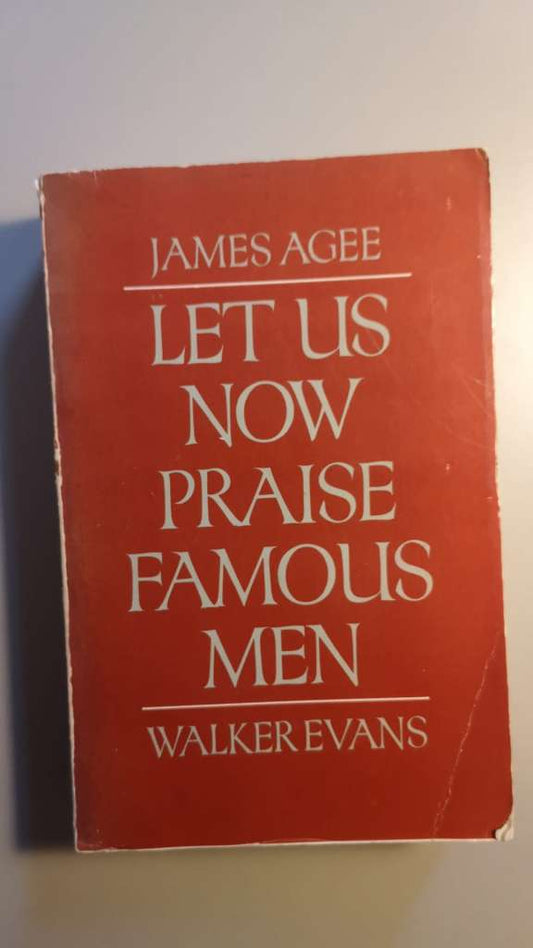 JAMES AGEE
LET US
NOW
PRAISE
FAMOUS
MEN
WALKER EVANS